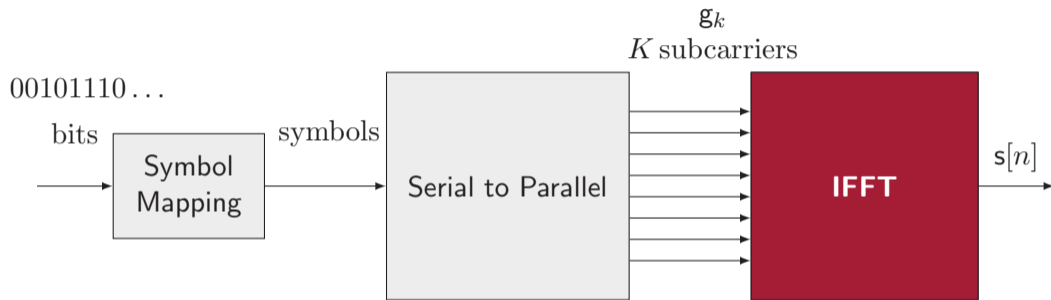 g_k
K subcarriers
00101110...
bits
symbols
Symbol
Mapping
Serial to Parallel
IFFT
s[n]